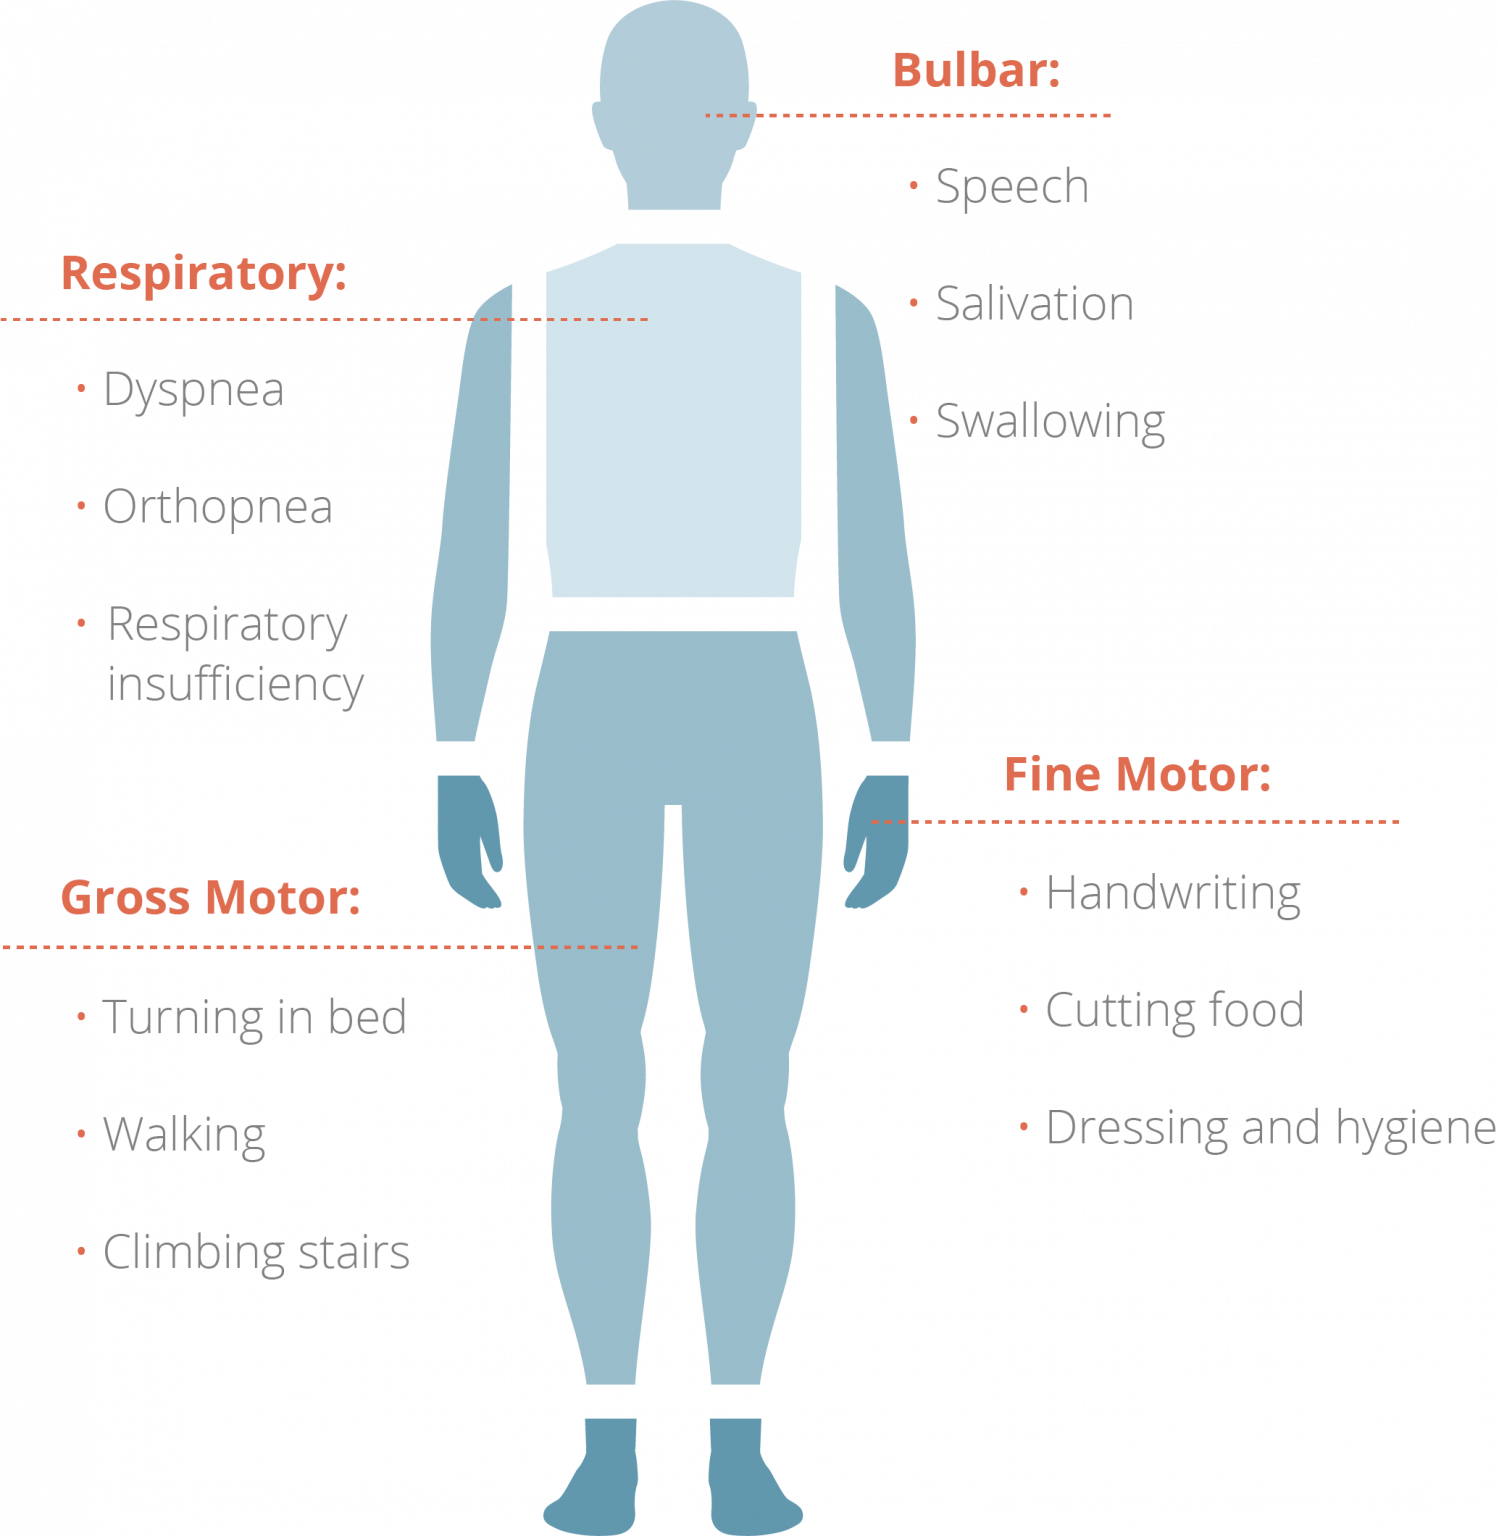 Bulbar:
• Speech
• Salivation
• Swallowing
Respiratory:
• Dyspnea
• Orthopnea
• Respiratory
insufficiency
Fine Motor:
• Handwriting
• Cutting food
• Dressing and hygiene
Gross Motor:
• Turning in bed
• Walking
• Climbing stairs